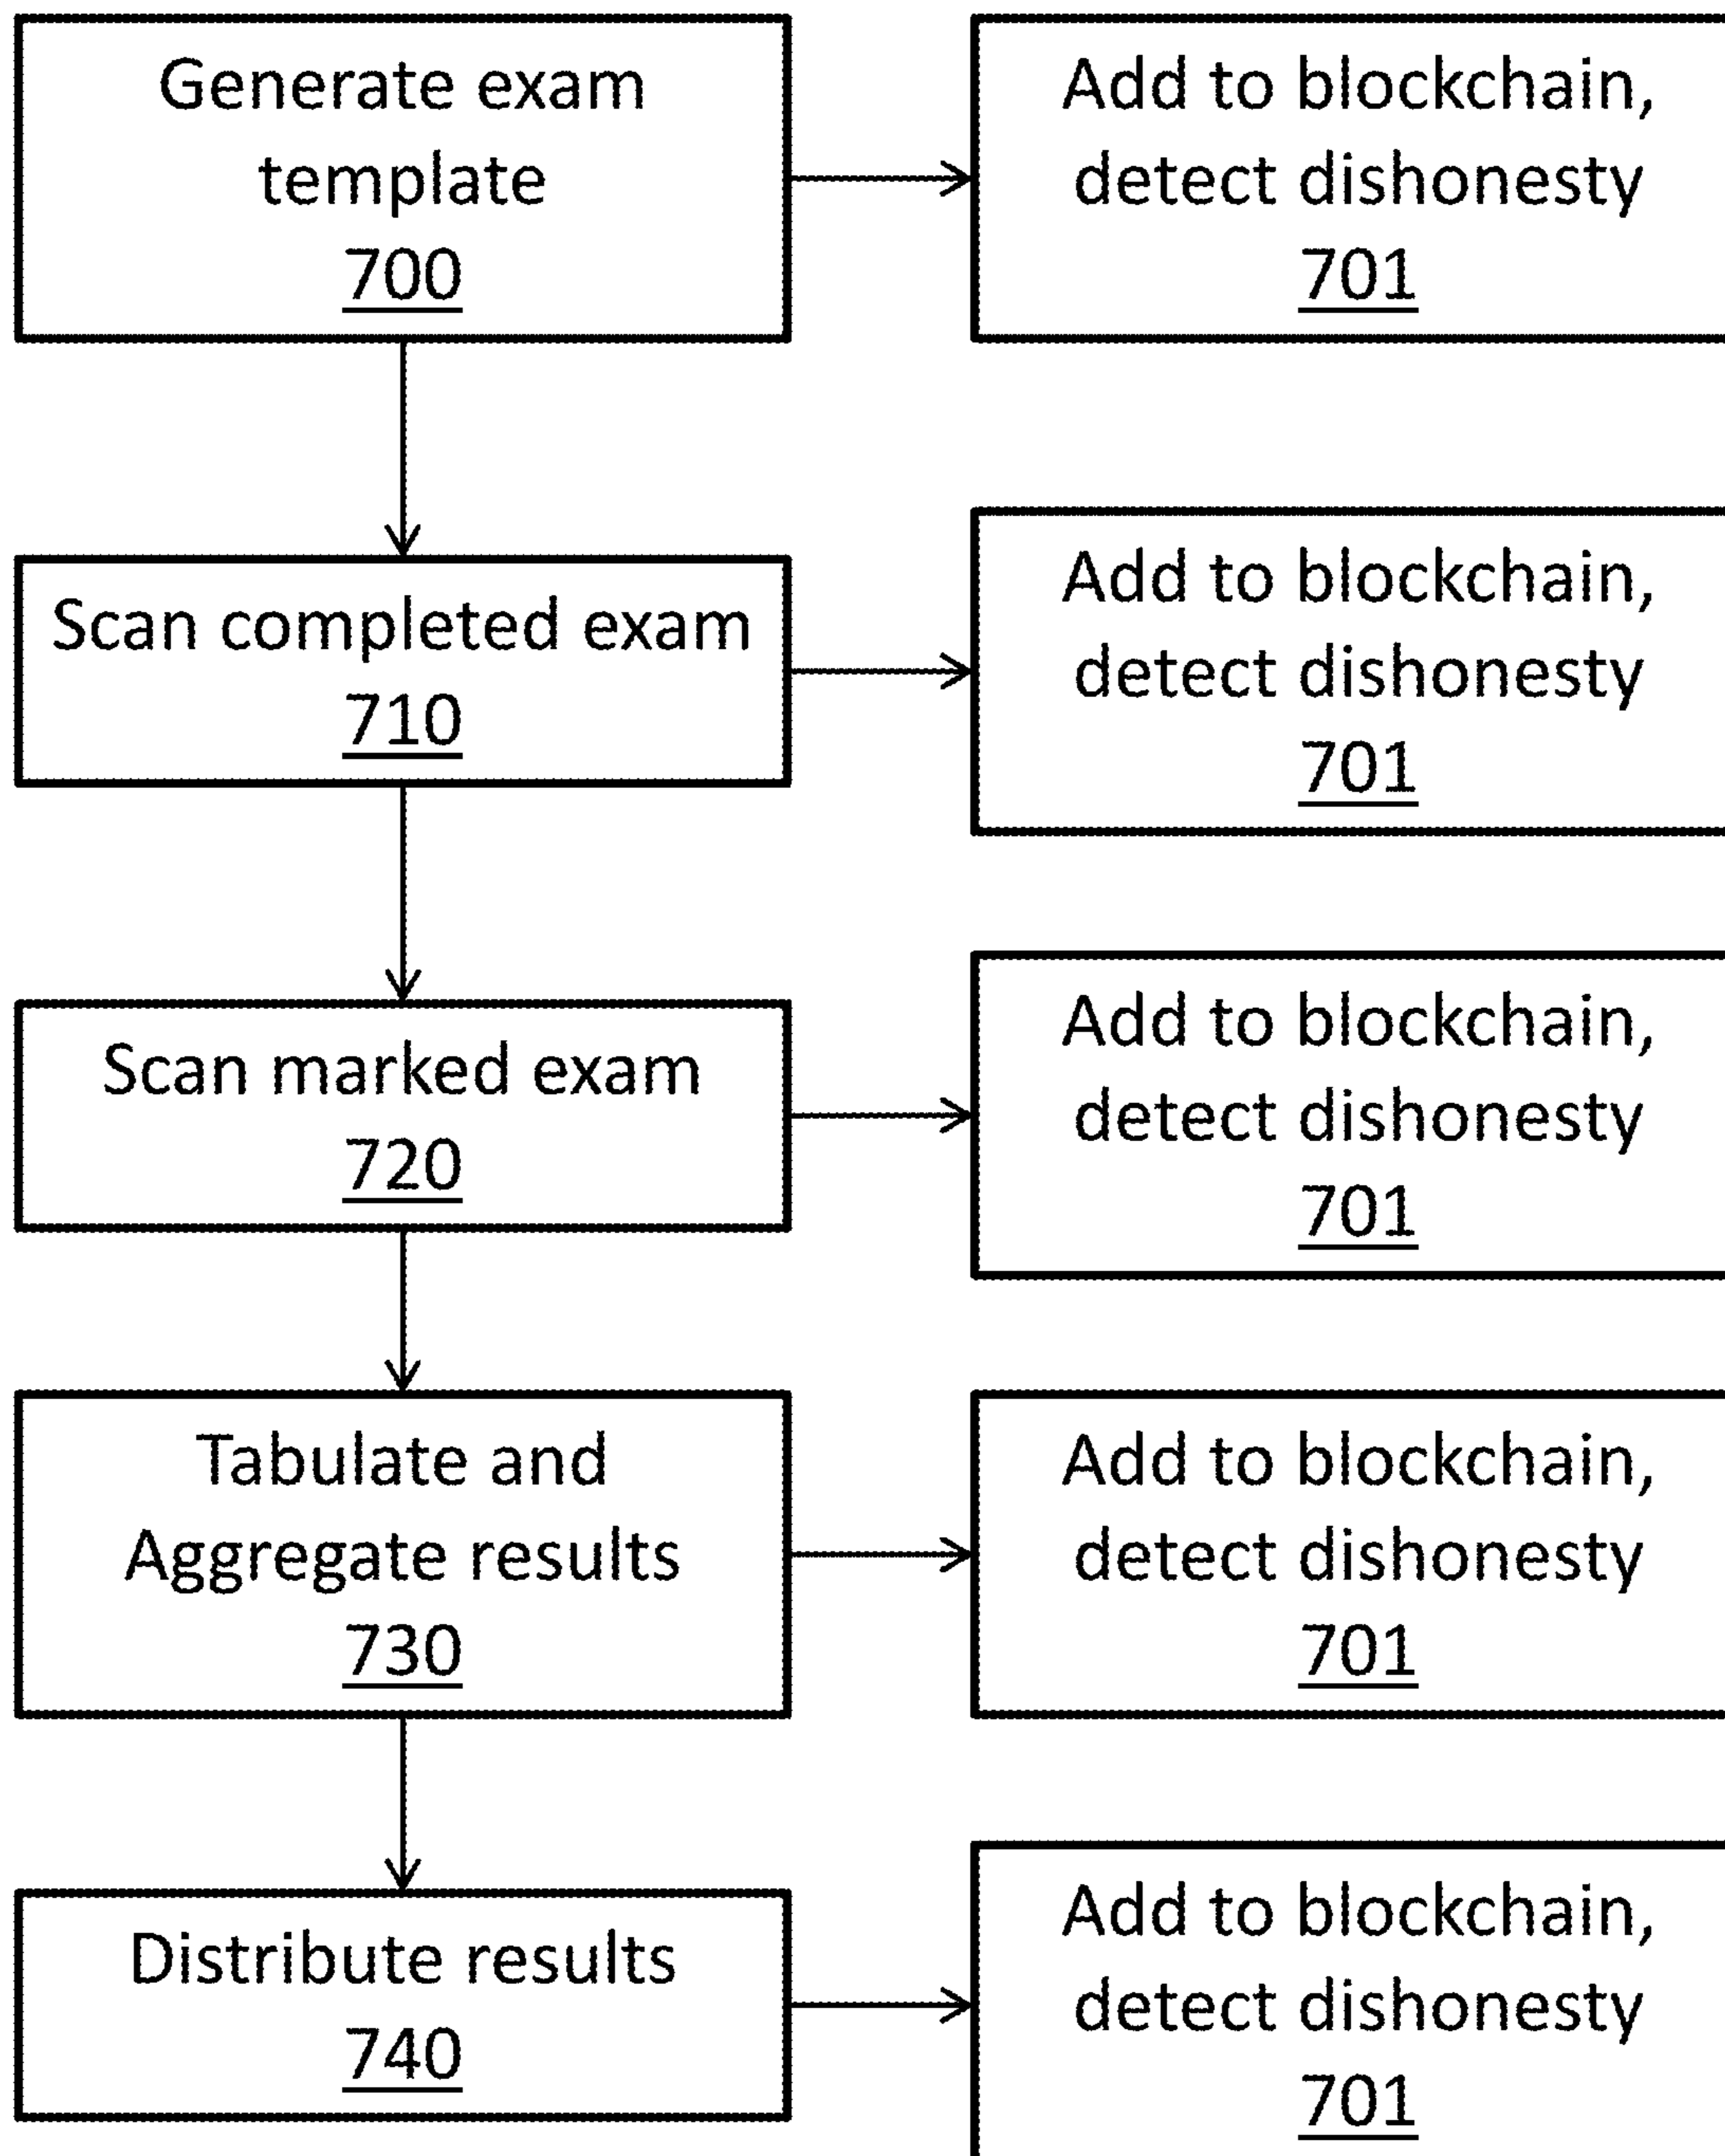 Generate exam
template
700
Add to blockchain,
detect dishonesty
701
Scan completed exam
710
Add to blockchain,
detect dishonesty
701
Scan marked exam
720
Add to blockchain,
detect dishonesty
701
Tabulate and
Aggregate results
730
Add to blockchain,
detect dishonesty
701
Distribute results
740
Add to blockchain,
detect dishonesty
701